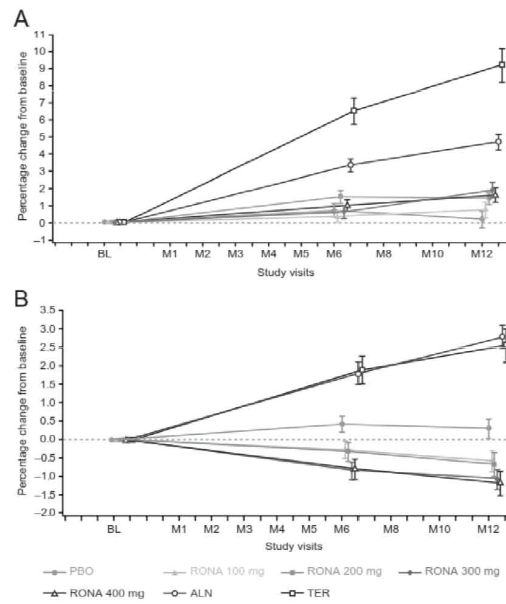 A
11
10
9
8
7
6
5
4
3
2
1
0
−1
Percentage change from baseline
BL M1 M2 M3 M4 M5 M6 M8 M10 M12
Study visits
B
3.5
3.0
2.5
2.0
1.5
1.0
0.5
0.0
−0.5
−1.0
−1.5
−2.0
Percentage change from baseline
BL M1 M2 M3 M4 M5 M6 M8 M10 M12
Study visits
PBO RONA 100 mg RONA 200 mg RONA 300 mg
RONA 400 mg ALN TER